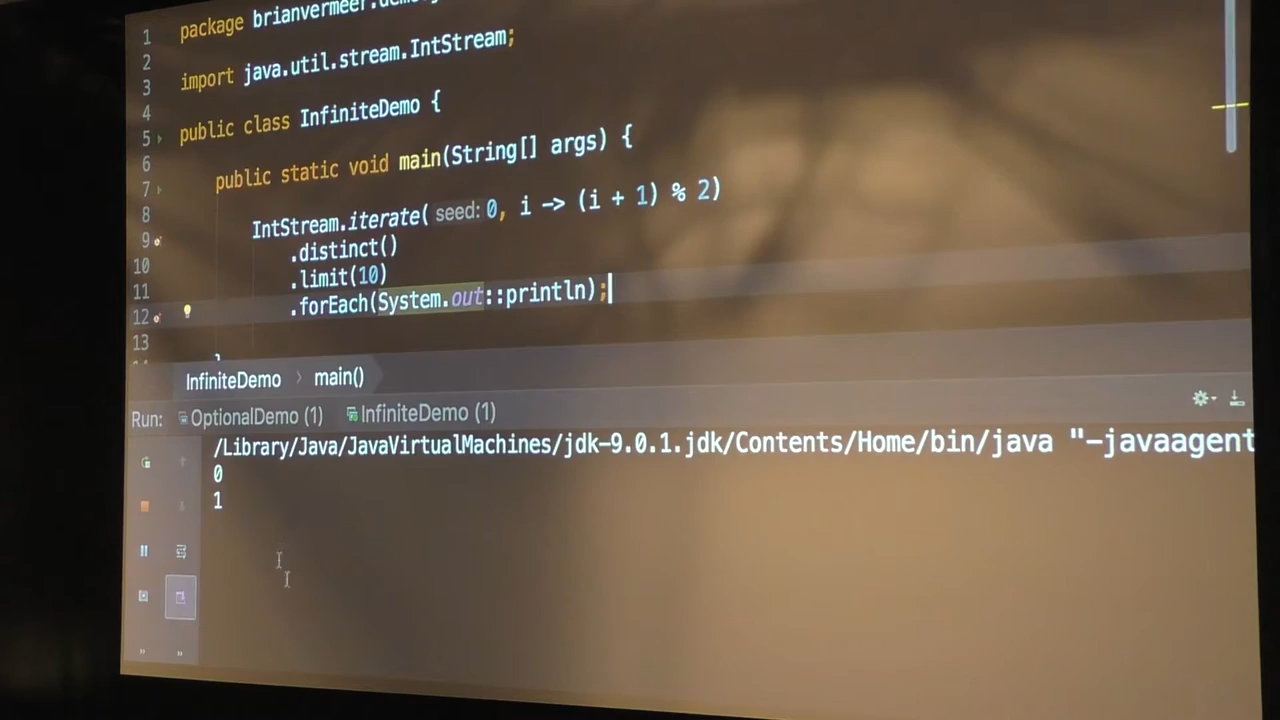 1 package brianvermeer.
2
3 import java.util.stream.IntStream;
4
5 public class InfiniteDemo {
6
7 public static void main(String[] args) {
8
9 IntStream.iterate( seed: 0, i -> (i + 1) % 2)
10 .distinct()
11 .limit(10)
12 .forEach(System.out::println);
13
}
InfiniteDemo > main()
Run: OptionalDemo (1) InfiniteDemo (1)
/Library/Java/JavaVirtualMachines/jdk-9.0.1.jdk/Contents/Home/bin/java "-javaagent
0
1